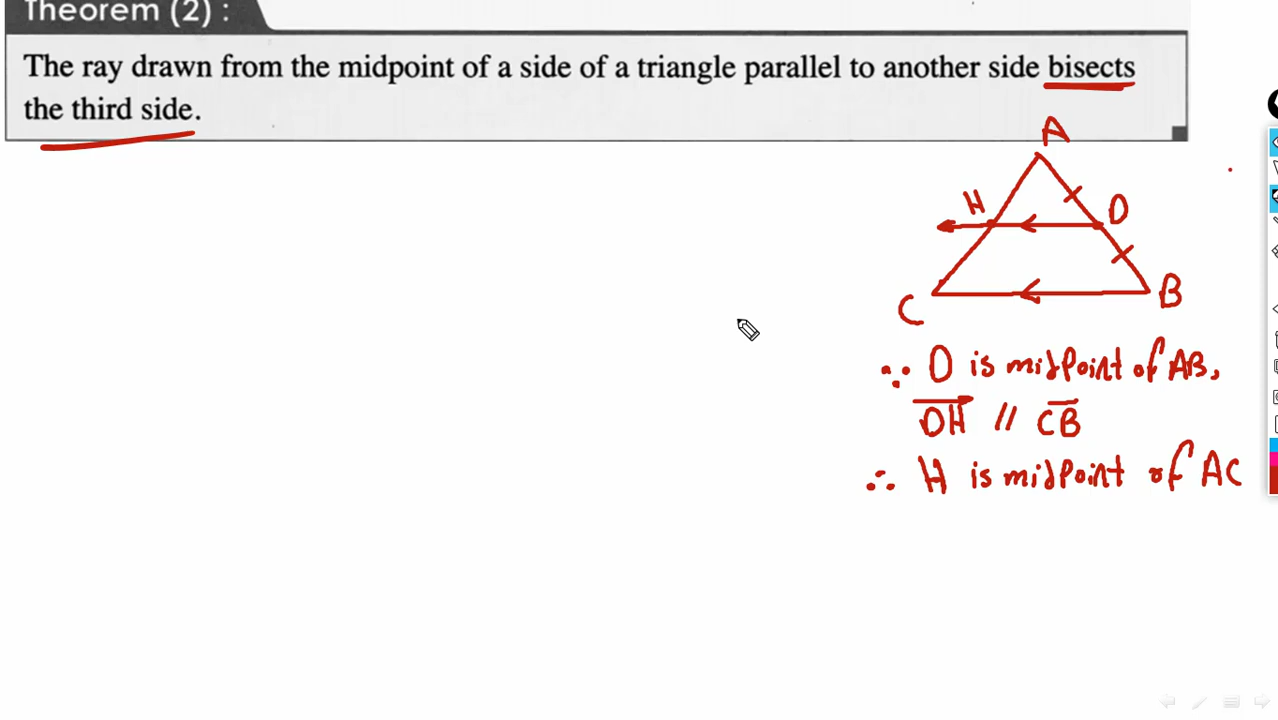 Theorem (2) :
The ray drawn from the midpoint of a side of a triangle parallel to another side bisects
the third side.
A
H
D
C
B
∵ D is midpoint of AB,
DH // CB
∴ H is midpoint of AC